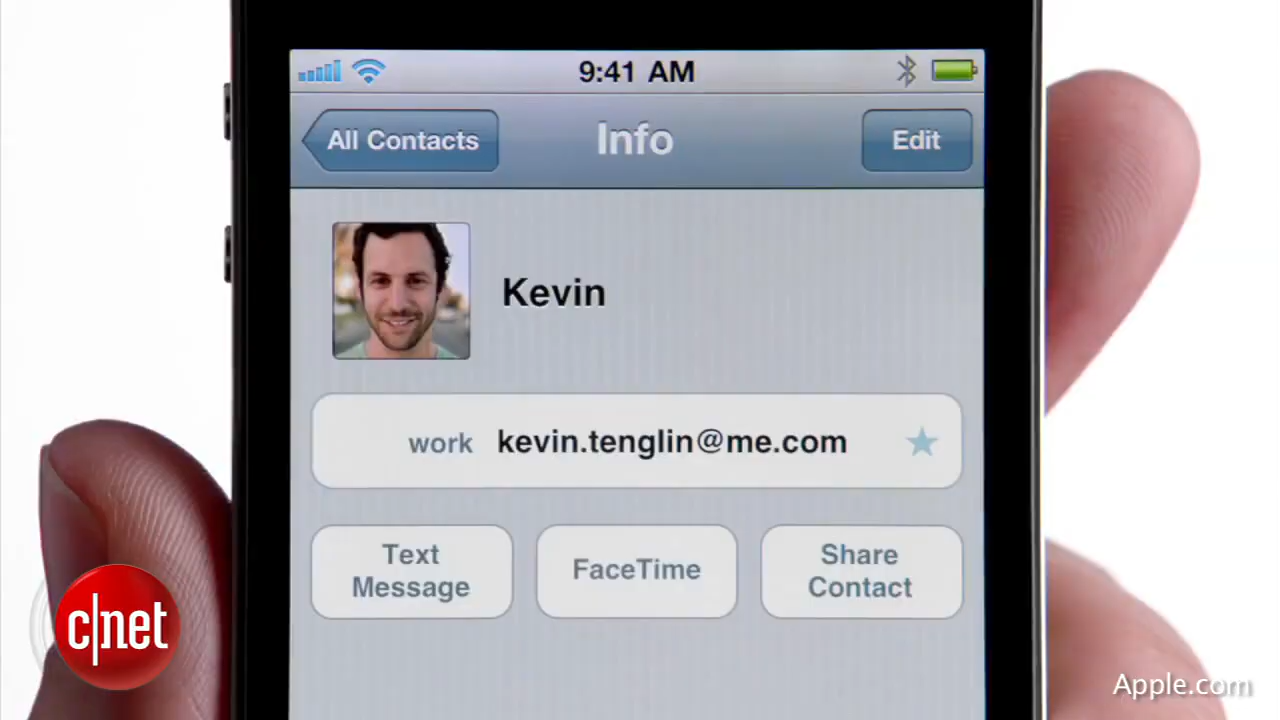 9:41 AM
All Contacts
Info
Edit
Kevin
work kevin.tenglin@me.com
Text Message
FaceTime
Share Contact
c|net
Apple.com